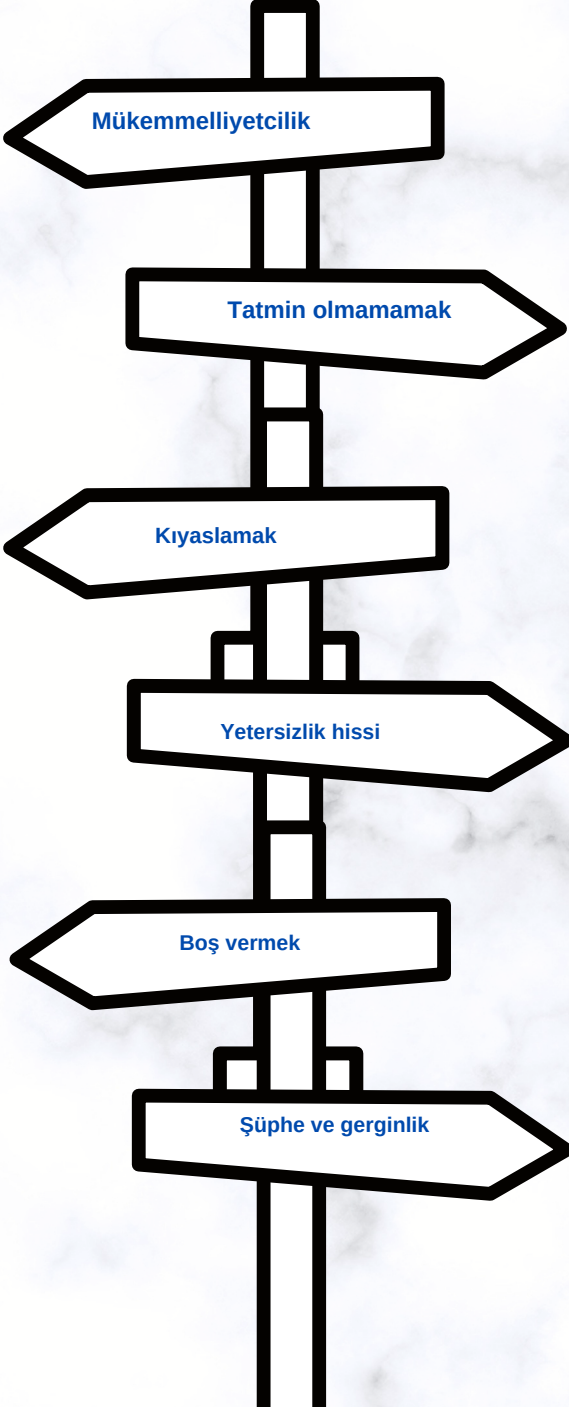 Mükemmelliyetcilik
Tatmin olmamamak
Kıyaslamak
Yetersizlik hissi
Boş vermek
Şüphe ve gerginlik